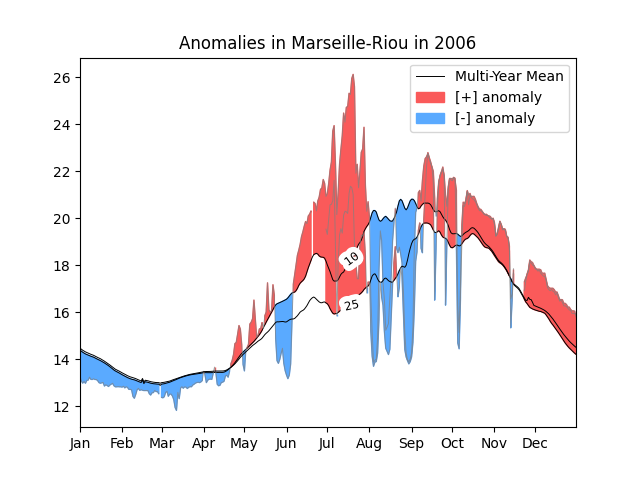 Anomalies in Marseille-Riou in 2006
Multi-Year Mean
[+] anomaly
[-] anomaly
26
24
22
20
18
16
14
12
10
25
Jan Feb Mar Apr May Jun Jul Aug Sep Oct Nov Dec